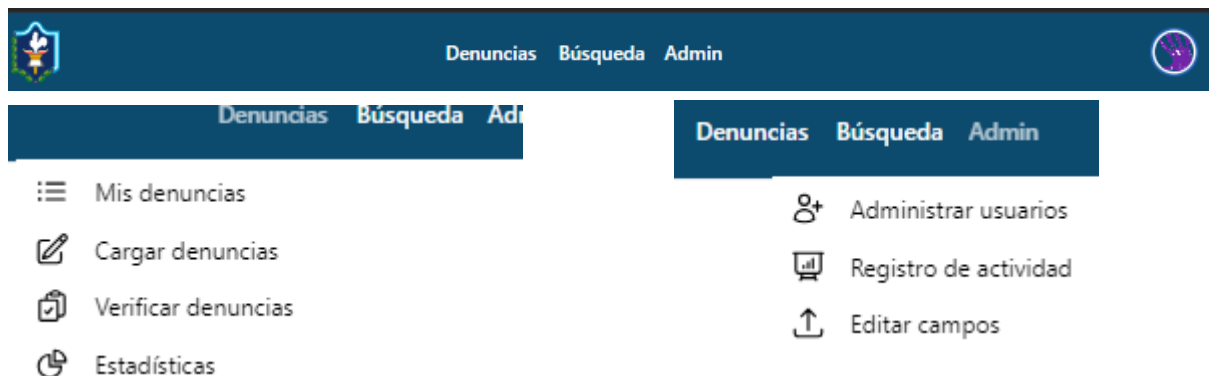 Denuncias Búsqueda Admin
Denuncias Búsqueda
Mis denuncias
Cargar denuncias
Verificar denuncias
Estadísticas
Denuncias Búsqueda Admin
Administrar usuarios
Registro de actividad
Editar campos